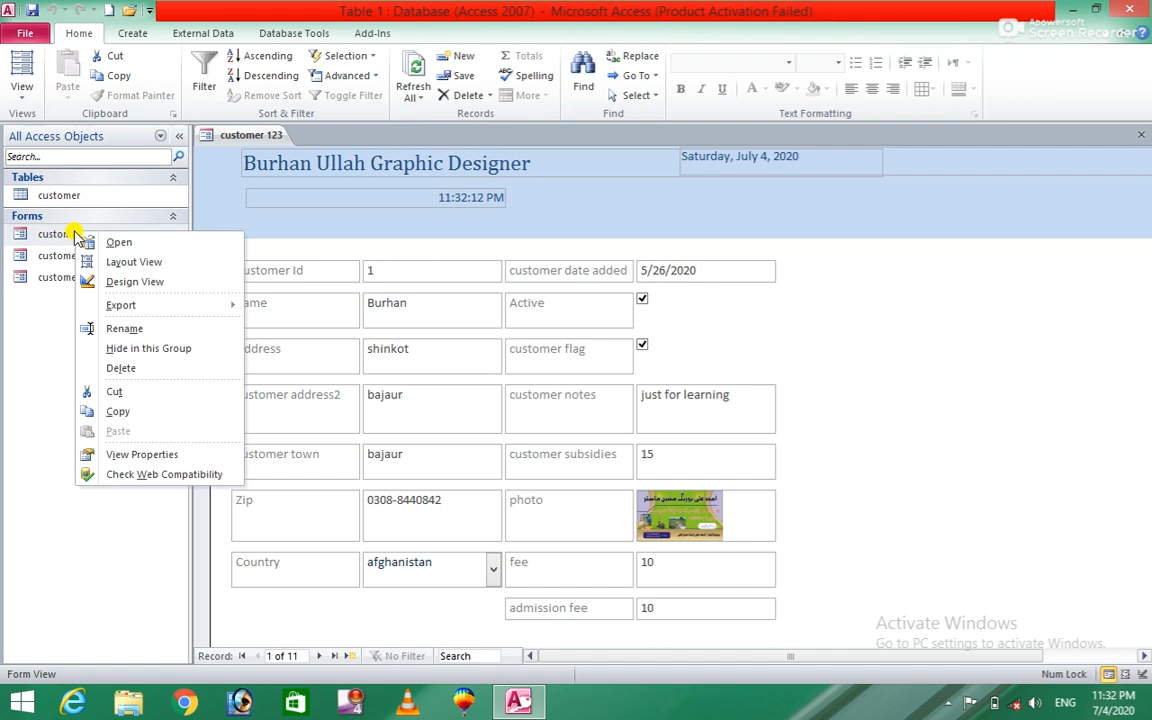 Table 1 : Database (Access 2007) - Microsoft Access (Product Activation Failed)
Apowersoft
Screen Recorder
File
Home
Create
External Data
Database Tools
Add-Ins
View
Views
Paste
Cut
Copy
Format Painter
Clipboard
Filter
Ascending
Descending
Remove Sort
Selection
Advanced
Toggle Filter
Sort & Filter
Refresh All
New
Save
Delete
Totals
Spelling
More
Records
Find
Replace
Go To
Select
Find
B I U
A
Text Formatting
All Access Objects
Search...
Tables
customer
Forms
custom
custome
custome
Open
Layout View
Design View
Export
Rename
Hide in this Group
Delete
Cut
Copy
Paste
View Properties
Check Web Compatibility
customer 123
Burhan Ullah Graphic Designer
Saturday, July 4, 2020
11:32:12 PM
ustomer Id 1 customer date added 5/26/2020
ame Burhan Active
ddress shinkot customer flag
ustomer address2 bajaur customer notes just for learning
ustomer town bajaur customer subsidies 15
Zip 0308-8440842 photo
Country afghanistan fee 10
admission fee 10
Activate Windows
Go to PC settings to activate Windows.
Record: 1 of 11 No Filter Search
Form View
Num Lock
ENG
11:32 PM
7/4/2020